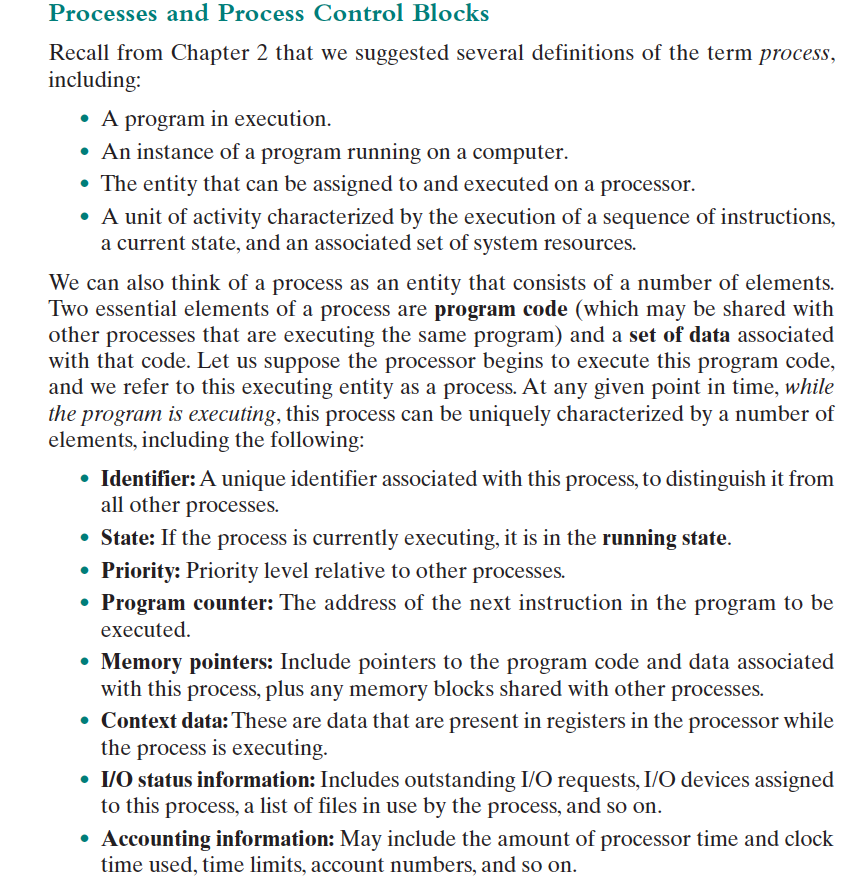 Processes and Process Control Blocks
Recall from Chapter 2 that we suggested several definitions of the term process,
including:
• A program in execution.
• An instance of a program running on a computer.
• The entity that can be assigned to and executed on a processor.
• A unit of activity characterized by the execution of a sequence of instructions,
a current state, and an associated set of system resources.
We can also think of a process as an entity that consists of a number of elements.
Two essential elements of a process are program code (which may be shared with
other processes that are executing the same program) and a set of data associated
with that code. Let us suppose the processor begins to execute this program code,
and we refer to this executing entity as a process. At any given point in time, while
the program is executing, this process can be uniquely characterized by a number of
elements, including the following:
• Identifier: A unique identifier associated with this process, to distinguish it from
all other processes.
• State: If the process is currently executing, it is in the running state.
• Priority: Priority level relative to other processes.
• Program counter: The address of the next instruction in the program to be
executed.
• Memory pointers: Include pointers to the program code and data associated
with this process, plus any memory blocks shared with other processes.
• Context data: These are data that are present in registers in the processor while
the process is executing.
• I/O status information: Includes outstanding I/O requests, I/O devices assigned
to this process, a list of files in use by the process, and so on.
• Accounting information: May include the amount of processor time and clock
time used, time limits, account numbers, and so on.